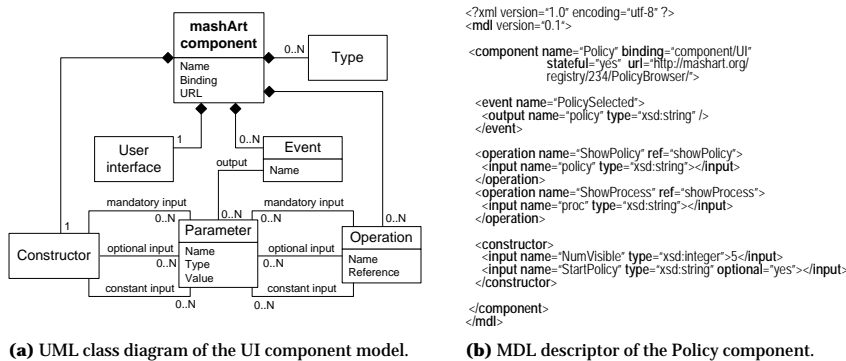 mashArt
component
Name
Binding
URL
0..N
Type
User
interface
1
0..N
Event
Name
output
mandatory input
0..N
0..N
mandatory input
0..N
0..N
1
Constructor
optional input
0..N
Parameter
Name
Type
Value
optional input
0..N
Operation
Name
Reference
constant input
0..N
constant input
0..N
(a) UML class diagram of the UI component model.
<?xml version="1.0" encoding="utf-8" ?>
<mdl version="0.1">
<component name="Policy" binding="component/UI"
stateful="yes" url="http://mashart.org/
registry/234/PolicyBrowser/">
<event name="PolicySelected">
<output name="policy" type="xsd:string" />
</event>
<operation name="ShowPolicy" ref="showPolicy">
<input name="policy" type="xsd:string"></input>
</operation>
<operation name="ShowProcess" ref="showProcess">
<input name="proc" type="xsd:string"></input>
</operation>
<constructor>
<input name="NumVisible" type="xsd:integer">5</input>
<input name="StartPolicy" type="xsd:string" optional="yes"></input>
</constructor>
</component>
</mdl>
(b) MDL descriptor of the Policy component.